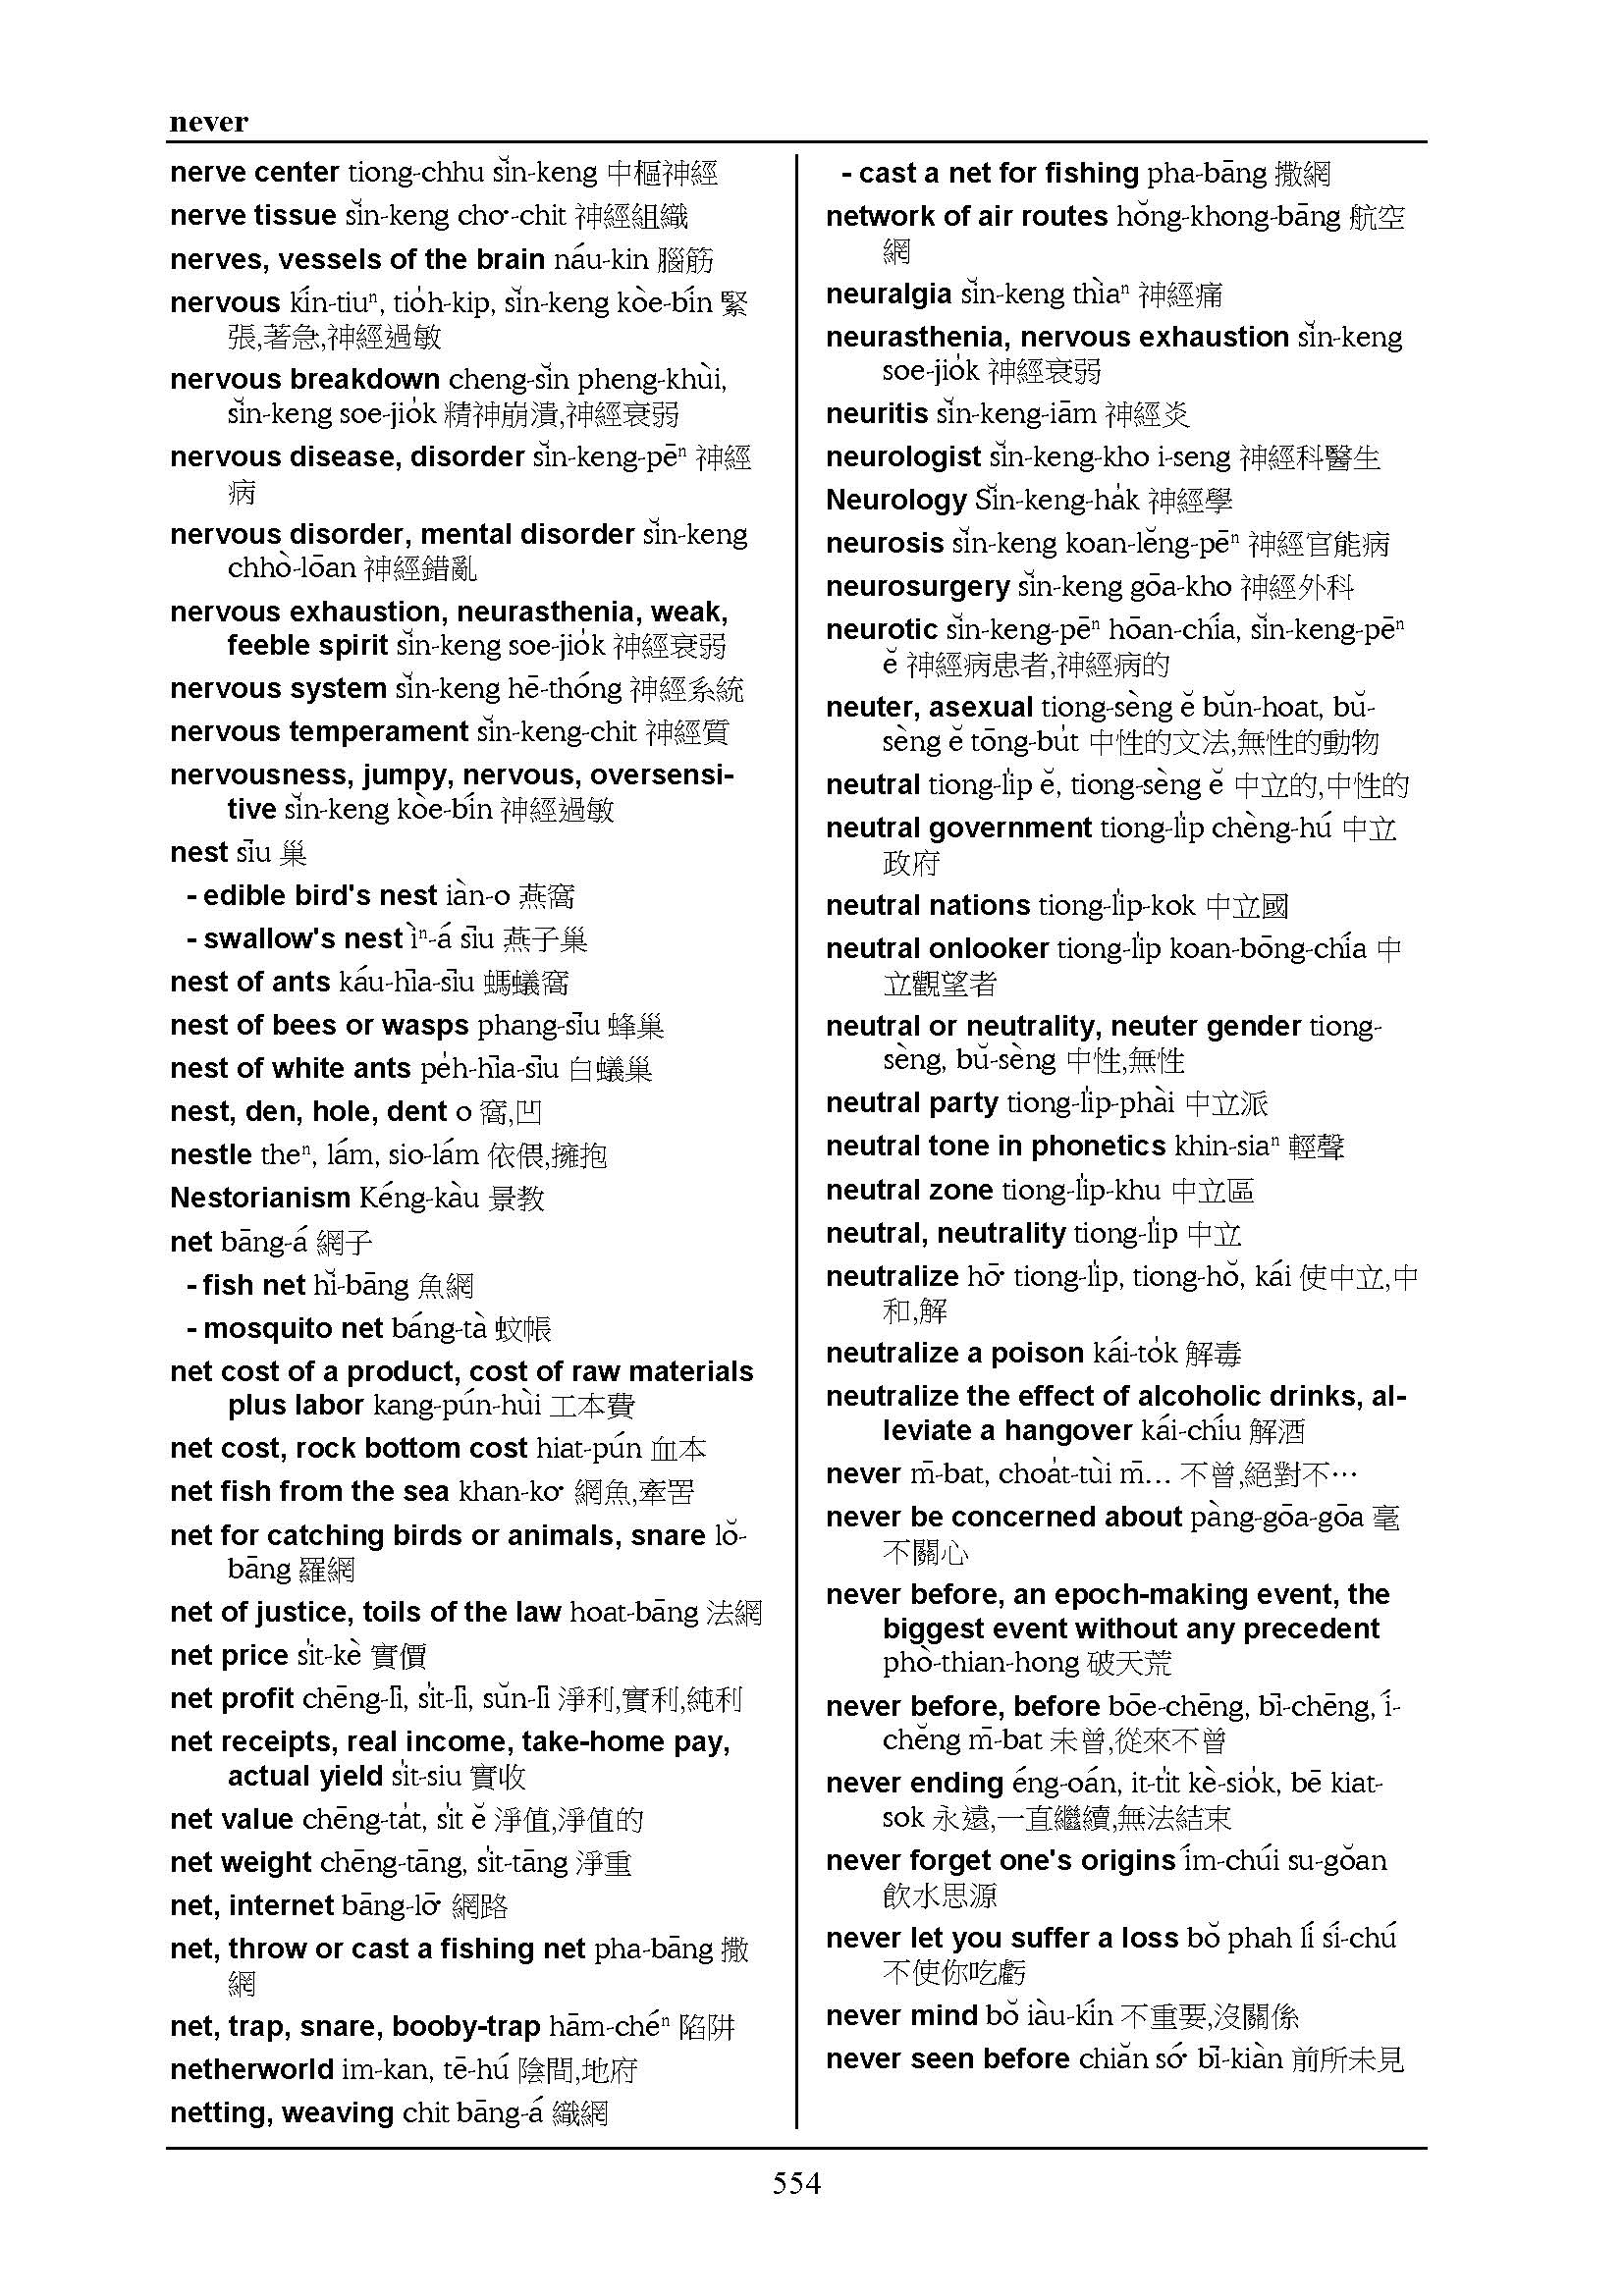 never
nerve center tiong-chhu sĭn-keng 中樞神經
nerve tissue sĭn-keng cho͘-chit 神經組織
nerves, vessels of the brain náu-kin 腦筋
nervous kín-tiuⁿ, tio̍h-kip, sĭn-keng kòe-bín 緊
張,著急,神經過敏
nervous breakdown cheng-sĭn pheng-khùi,
sĭn-keng soe-jio̍k 精神崩潰,神經衰弱
nervous disease, disorder sĭn-keng-pēⁿ 神經
病
nervous disorder, mental disorder sĭn-keng
chhò-lōan 神經錯亂
nervous exhaustion, neurasthenia, weak,
feeble spirit sĭn-keng soe-jio̍k 神經衰弱
nervous system sĭn-keng hē-thóng 神經系統
nervous temperament sĭn-keng-chit 神經質
nervousness, jumpy, nervous, oversensi-
tive sĭn-keng kòe-bín 神經過敏
nest sīu 巢
- edible bird's nest iàn-o 燕窩
- swallow's nest ìⁿ-á sīu 燕子巢
nest of ants káu-hīa-sīu 螞蟻窩
nest of bees or wasps phang-sīu 蜂巢
nest of white ants pe̍h-hīa-sīu 白蟻巢
nest, den, hole, dent o 窩,凹
nestle theⁿ, lám, sio-lám 依偎,擁抱
Nestorianism Kéng-kàu 景教
net bāng-á 網子
- fish net hĭ-bāng 魚網
- mosquito net báng-tà 蚊帳
net cost of a product, cost of raw materials
plus labor kang-pún-hùi 工本費
net cost, rock bottom cost hiat-pún 血本
net fish from the sea khan-ko͘ 網魚,牽罟
net for catching birds or animals, snare lŏ-
bāng 羅網
net of justice, toils of the law hoat-bāng 法網
net price si̍t-kè 實價
net profit chēng-lī, si̍t-lī, sŭn-lī 淨利,實利,純利
net receipts, real income, take-home pay,
actual yield si̍t-siu 實收
net value chēng-ta̍t, si̍t ĕ 淨值,淨值的
net weight chēng-tāng, si̍t-tāng 淨重
net, internet bāng-lō͘ 網路
net, throw or cast a fishing net pha-bāng 撒
網
net, trap, snare, booby-trap hām-chéⁿ 陷阱
netherworld im-kan, tē-hú 陰間,地府
netting, weaving chit bāng-á 織網
- cast a net for fishing pha-bāng 撒網
network of air routes hŏng-khong-bāng 航空
網
neuralgia sĭn-keng thìaⁿ 神經痛
neurasthenia, nervous exhaustion sĭn-keng
soe-jio̍k 神經衰弱
neuritis sĭn-keng-iām 神經炎
neurologist sĭn-keng-kho i-seng 神經科醫生
Neurology Sĭn-keng-ha̍k 神經學
neurosis sĭn-keng koan-lĕng-pēⁿ 神經官能病
neurosurgery sĭn-keng gōa-kho 神經外科
neurotic sĭn-keng-pēⁿ hōan-chía, sĭn-keng-pēⁿ
ĕ 神經病患者,神經病的
neuter, asexual tiong-sèng ĕ bŭn-hoat, bŭ-
sèng ĕ tōng-bu̍t 中性的文法,無性的動物
neutral tiong-li̍p ĕ, tiong-sèng ĕ 中立的,中性的
neutral government tiong-li̍p chèng-hú 中立
政府
neutral nations tiong-li̍p-kok 中立國
neutral onlooker tiong-li̍p koan-bōng-chía 中
立觀望者
neutral or neutrality, neuter gender tiong-
sèng, bŭ-sèng 中性,無性
neutral party tiong-li̍p-phài 中立派
neutral tone in phonetics khin-siaⁿ 輕聲
neutral zone tiong-li̍p-khu 中立區
neutral, neutrality tiong-li̍p 中立
neutralize hō͘ tiong-li̍p, tiong-hŏ, kái 使中立,中
和,解
neutralize a poison kái-to̍k 解毒
neutralize the effect of alcoholic drinks, al-
leviate a hangover kái-chíu 解酒
never m̄-bat, choa̍t-tùi m̄… 不曾,絕對不⋯
never be concerned about pàng-gōa-gōa 毫
不關心
never before, an epoch-making event, the
biggest event without any precedent
phò-thian-hong 破天荒
never before, before bōe-chēng, bī-chēng, í-
chĕng m̄-bat 未曾,從來不曾
never ending éng-oán, it-ti̍t kè-sio̍k, bē kiat-
sok 永遠,一直繼續,無法結束
never forget one's origins ím-chúi su-gŏan
飲水思源
never let you suffer a loss bŏ phah lí sí-chú
不使你吃虧
never mind bŏ iàu-kín 不重要,沒關係
never seen before chiăn só͘ bī-kiàn 前所未見
554